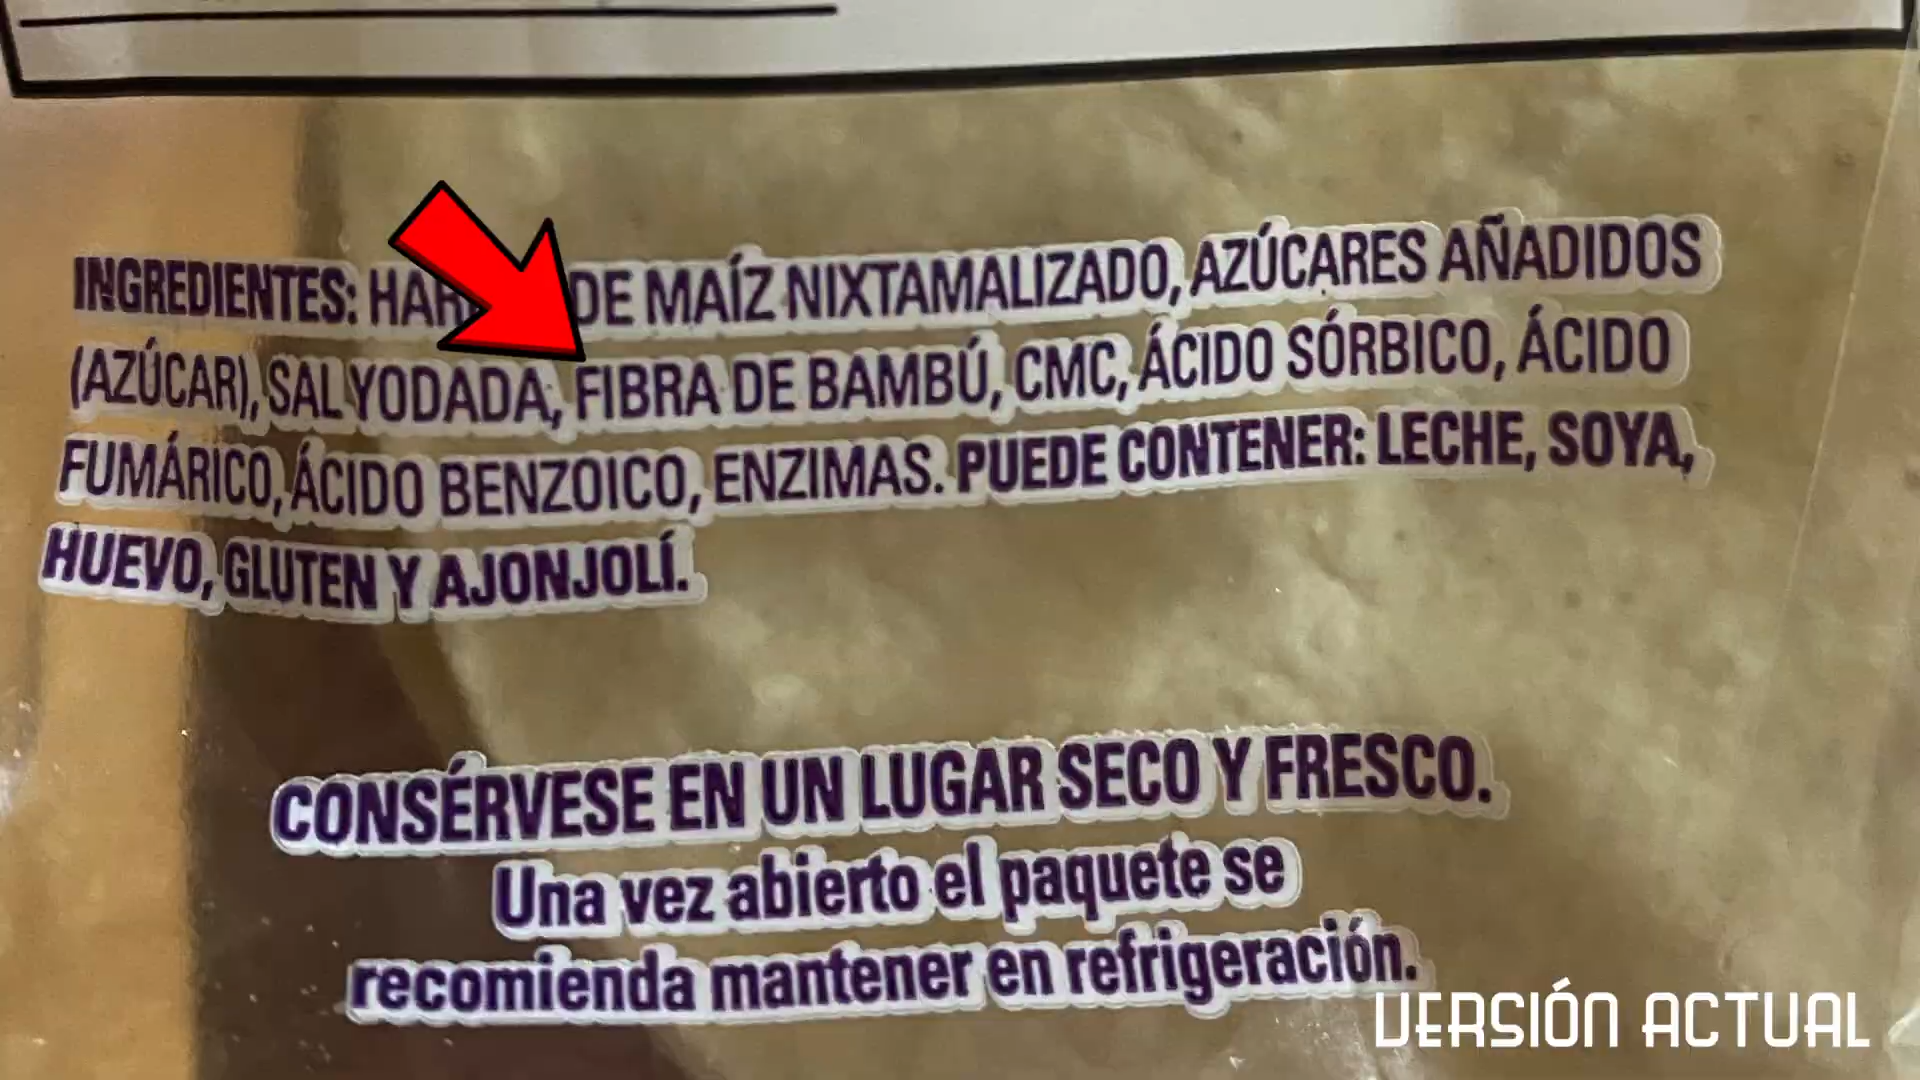 INGREDIENTES: DE MAÍZ NIXTAMALIZADO, AZÚCARES AÑADIDOS
(AZÚCAR), SAL YODADA, FIBRA DE BAMBÚ, CMC, ÁCIDO SÓRBICO, ÁCIDO
FUMÁRICO, ÁCIDO BENZOICO, ENZIMAS. PUEDE CONTENER: LECHE, SOYA,
HUEVO, GLUTEN Y AJONJOLÍ.
CONSÉRVESE EN UN LUGAR SECO Y FRESCO.
Una vez abierto el paquete se
recomienda mantener en refrigeración.
VERSIÓN ACTUAL